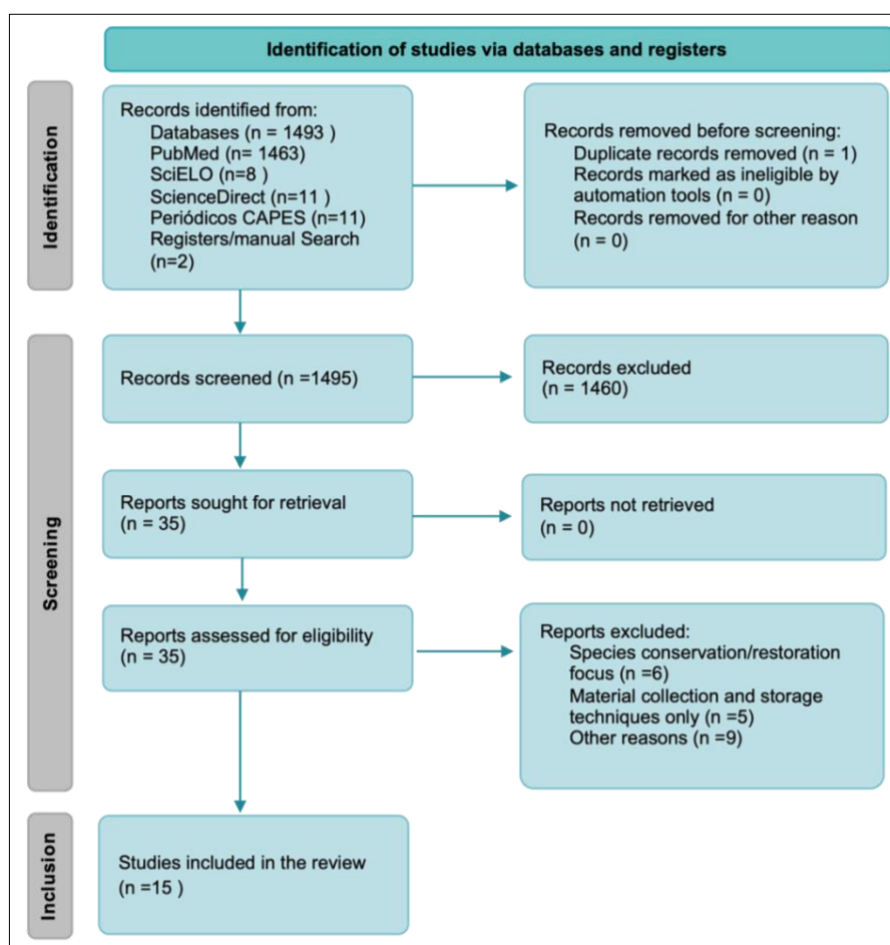 Identification of studies via databases and registers
Identification
Records identified from:
Databases (n = 1493 )
PubMed (n= 1463)
SciELO (n=8 )
ScienceDirect (n=11 )
Periódicos CAPES (n=11)
Registers/manual Search
(n=2)
Records removed before screening:
Duplicate records removed (n = 1)
Records marked as ineligible by
automation tools (n = 0)
Records removed for other reason
(n = 0)
Screening
Records screened (n =1495)
Records excluded
(n = 1460)
Reports sought for retrieval
(n = 35)
Reports not retrieved
(n = 0)
Reports assessed for eligibility
(n = 35)
Reports excluded:
Species conservation/restoration
focus (n =6)
Material collection and storage
techniques only (n =5)
Other reasons (n =9)
Inclusion
Studies included in the review
(n =15 )